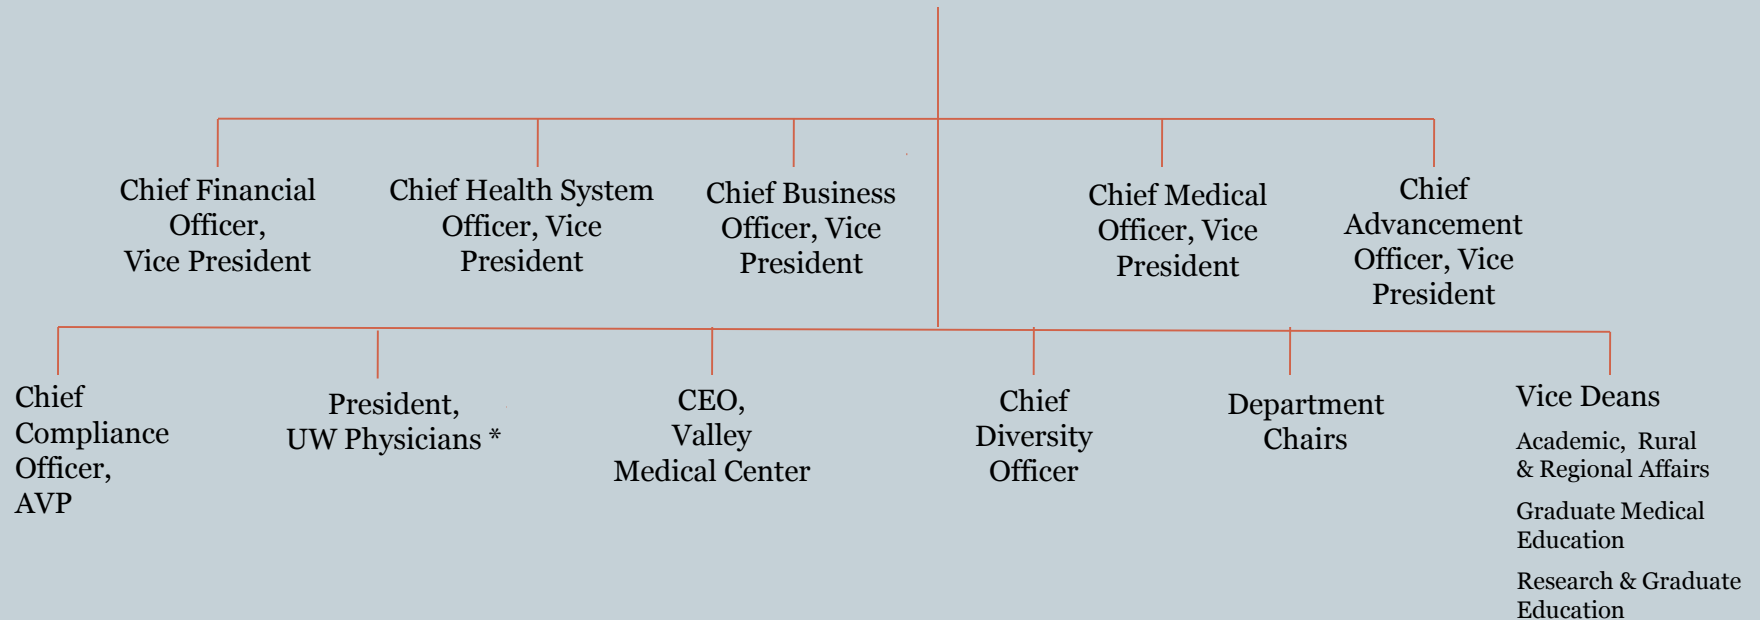 Chief Financial
Officer,
Vice President
Chief Health System
Officer, Vice
President
Chief Business
Officer, Vice
President
Chief Medical
Officer, Vice
President
Chief
Advancement
Officer, Vice
President
Chief
Compliance
Officer,
AVP
President,
UW Physicians *
CEO,
Valley
Medical Center
Chief
Diversity
Officer
Department
Chairs
Vice Deans
Academic, Rural
& Regional Affairs
Graduate Medical
Education
Research & Graduate
Education